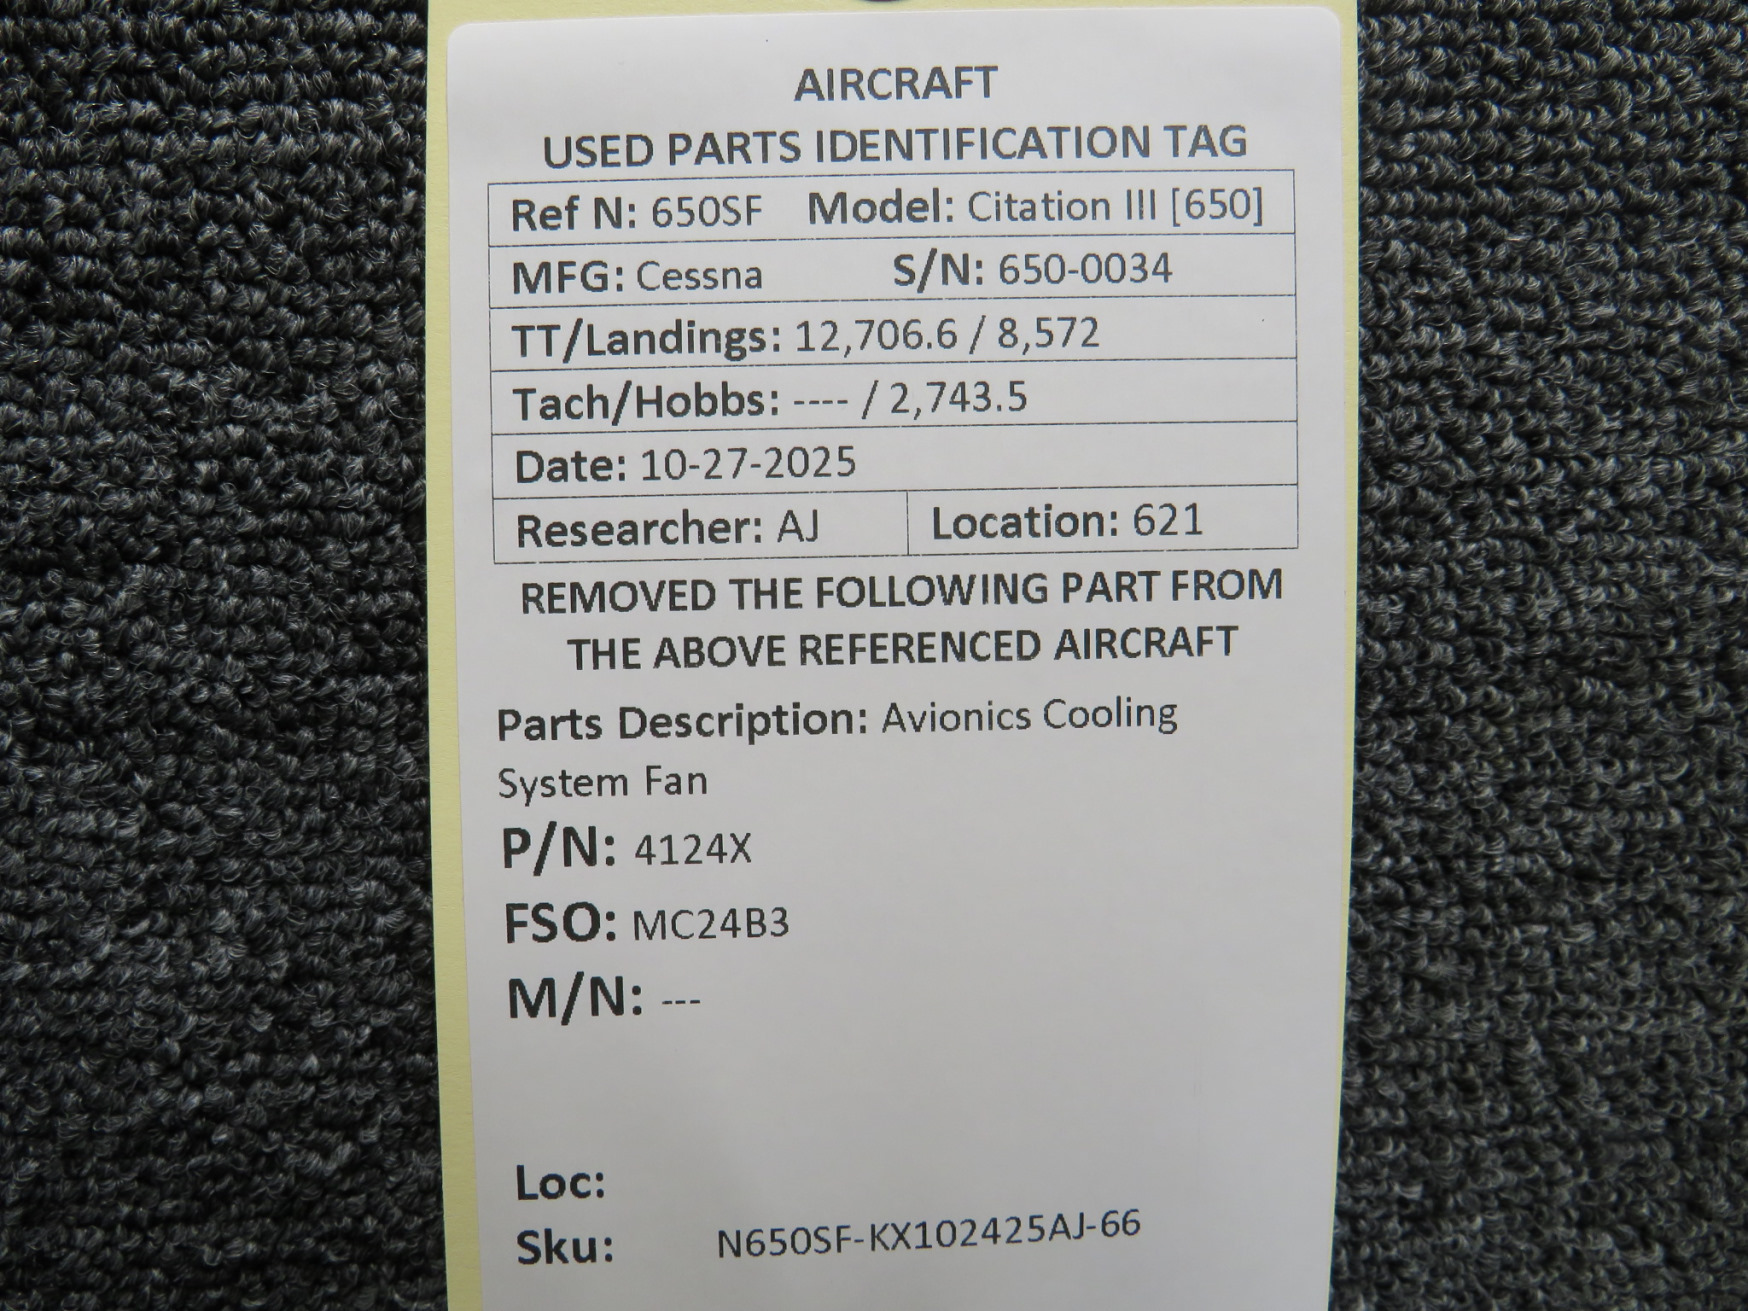 AIRCRAFT
USED PARTS IDENTIFICATION TAG
Ref N: 650SF Model: Citation III [650]
MFG: Cessna S/N: 650-0034
TT/Landings: 12,706.6 / 8,572
Tach/Hobbs: ---- / 2,743.5
Date: 10-27-2025
Researcher: AJ Location: 621
REMOVED THE FOLLOWING PART FROM
THE ABOVE REFERENCED AIRCRAFT
Parts Description: Avionics Cooling
System Fan
P/N: 4124X
FSO: MC24B3
M/N: ---
Loc:
Sku: N650SF-KX102425AJ-66